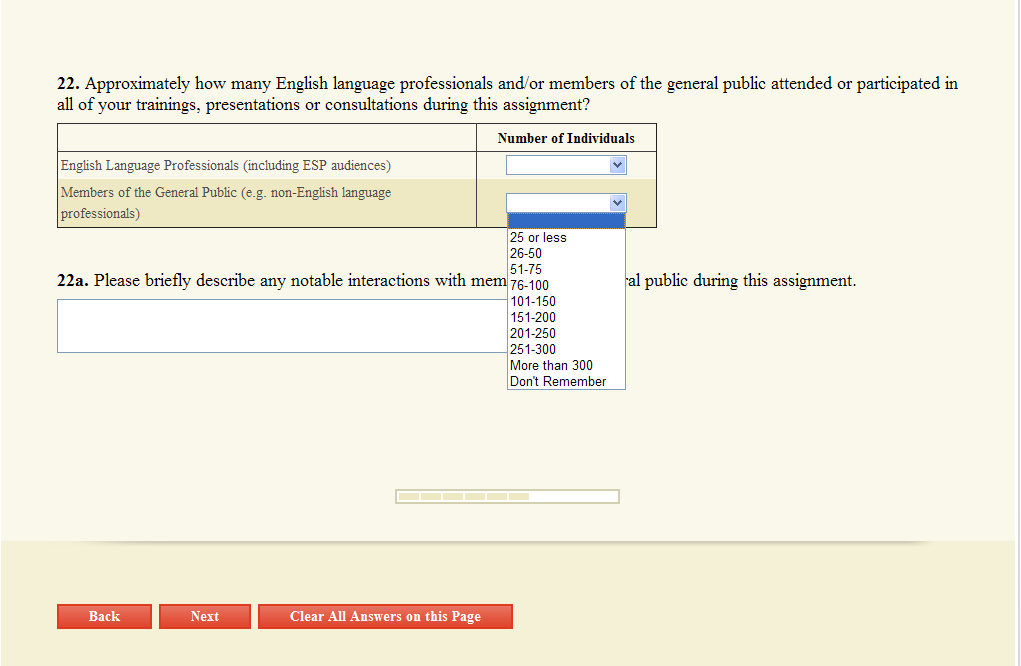 22. Approximately how many English language professionals and/or members of the general public attended or participated in
all of your trainings, presentations or consultations during this assignment?
Number of Individuals
English Language Professionals (including ESP audiences)
Members of the General Public (e.g. non-English language
professionals)
25 or less
26-50
51-75
76-100
101-150
151-200
201-250
251-300
More than 300
Don't Remember
22a. Please briefly describe any notable interactions with mem ral public during this assignment.
Back
Next
Clear All Answers on this Page